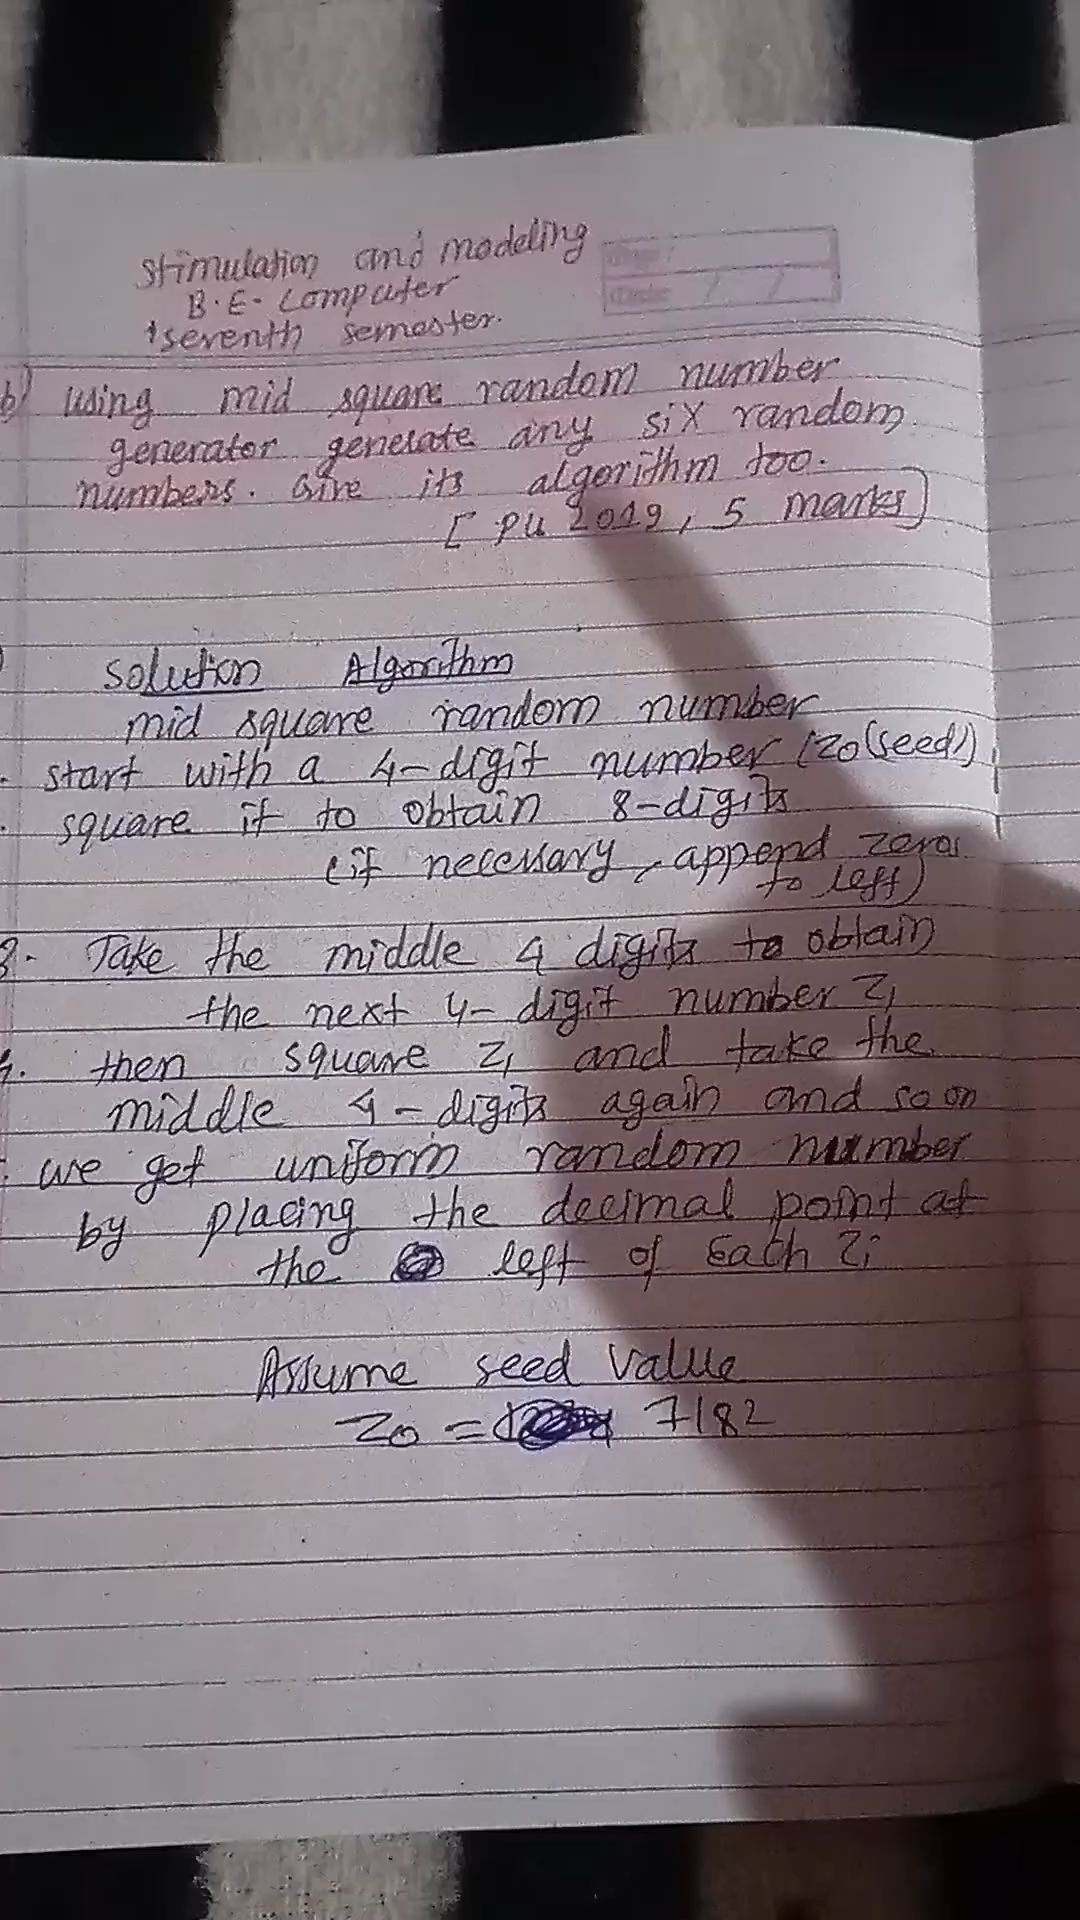 stimulation and modeling
B.E. Computer
seventh semester.
Date: / /
b) using mid square random number
generator generate any six random
numbers. Give its algorithm too.
[ PU 2019, 5 marks]
Solution Algorithm
mid square random number
start with a 4-digit number (Z0(seed))
square it to obtain 8-digits
(if necessary, append zeros
to left)
3. Take the middle 4 digits to obtain
the next 4-digit number Z1
4. then square Z1 and take the
middle 4-digits again and so on
we get uniform random number
by placing the decimal point at
the left of Each Zi
Assume seed value
Z0 = 7182